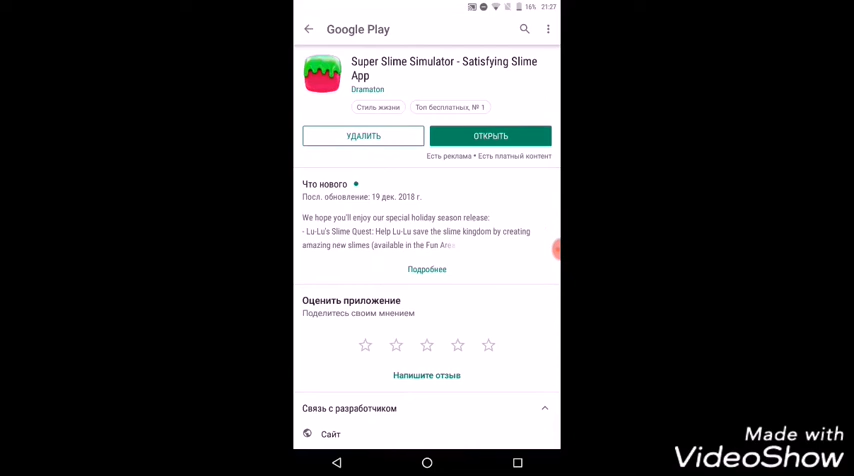 16% 21:27
Google Play
Super Slime Simulator - Satisfying Slime
App
Dramaton
Стиль жизни Топ бесплатных, № 1
УДАЛИТЬ ОТКРЫТЬ
Есть реклама • Есть платный контент
Что нового
Посл. обновление: 19 дек. 2018 г.
We hope you'll enjoy our special holiday season release:
- Lu-Lu's Slime Quest: Help Lu-Lu save the slime kingdom by creating
amazing new slimes (available in the Fun Area
Подробнее
Оценить приложение
Поделитесь своим мнением
Напишите отзыв
Связь с разработчиком
Сайт
Made with
VideoShow